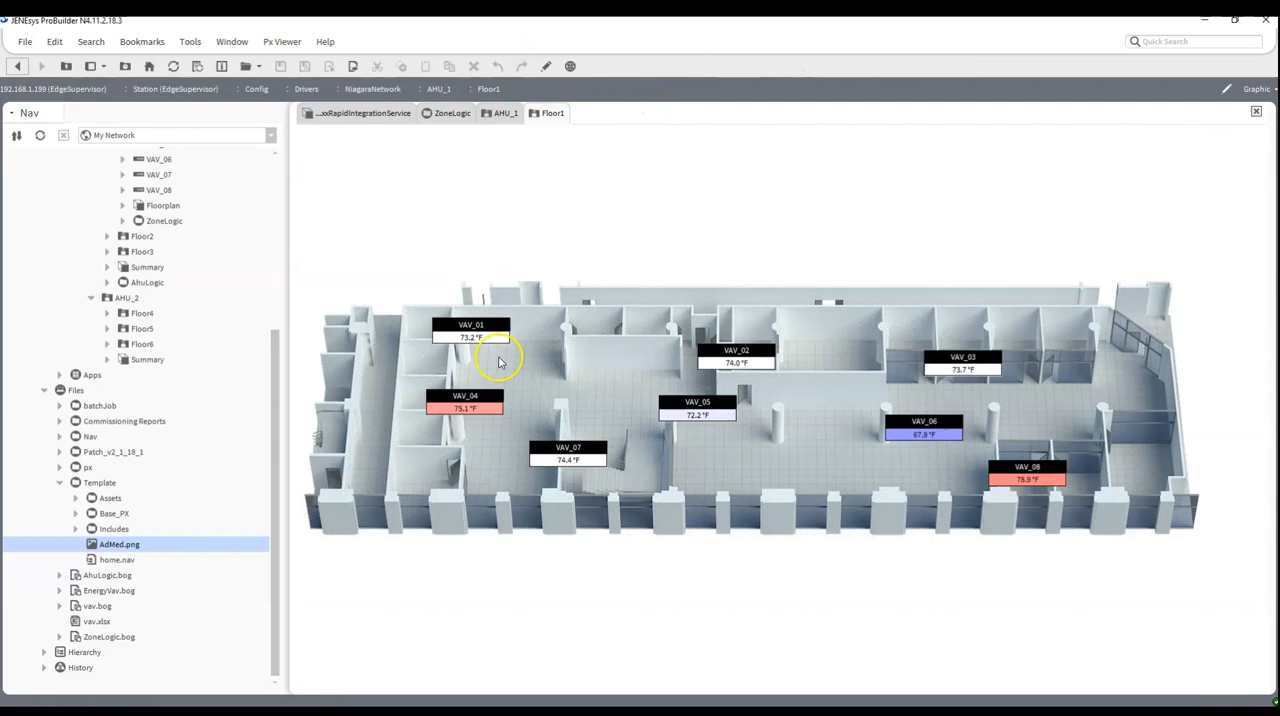 JENEsys ProBuilder N4.11.2.18.3
File Edit Search Bookmarks Tools Window Px Viewer Help
Quick Search
192.168.1.199 (EdgeSupervisor) Station (EdgeSupervisor) Config Drivers NiagaraNetwork AHU_1 Floor1 Graphic
Nav
...xxRapidIntegrationService ZoneLogic AHU_1 Floor1
My Network
VAV_06
VAV_07
VAV_08
Floorplan
ZoneLogic
Floor2
Floor3
Summary
AhuLogic
AHU_2
Floor4
Floor5
Floor6
Summary
Apps
Files
batchJob
Commissioning Reports
Nav
Patch_v2_1_18_1
px
Template
Assets
Base_PX
Includes
AdMed.png
home.nav
AhuLogic.bog
EnergyVav.bog
vav.bog
vav.xlsx
ZoneLogic.bog
Hierarchy
History
VAV_01
73.2 °F
VAV_02
74.0 °F
VAV_03
73.7 °F
VAV_04
75.1 °F
VAV_05
72.2 °F
VAV_06
67.9 °F
VAV_07
74.4 °F
VAV_08
78.9 °F